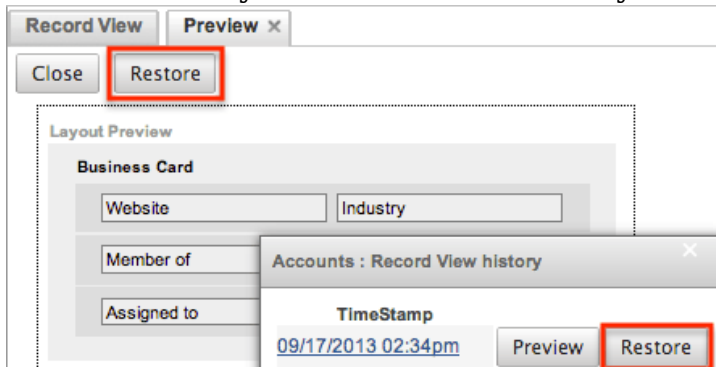 Record View Preview ×
Close Restore
Layout Preview
Business Card
Website Industry
Member of
Accounts : Record View history
Assigned to
TimeStamp
09/17/2013 02:34pm Preview Restore